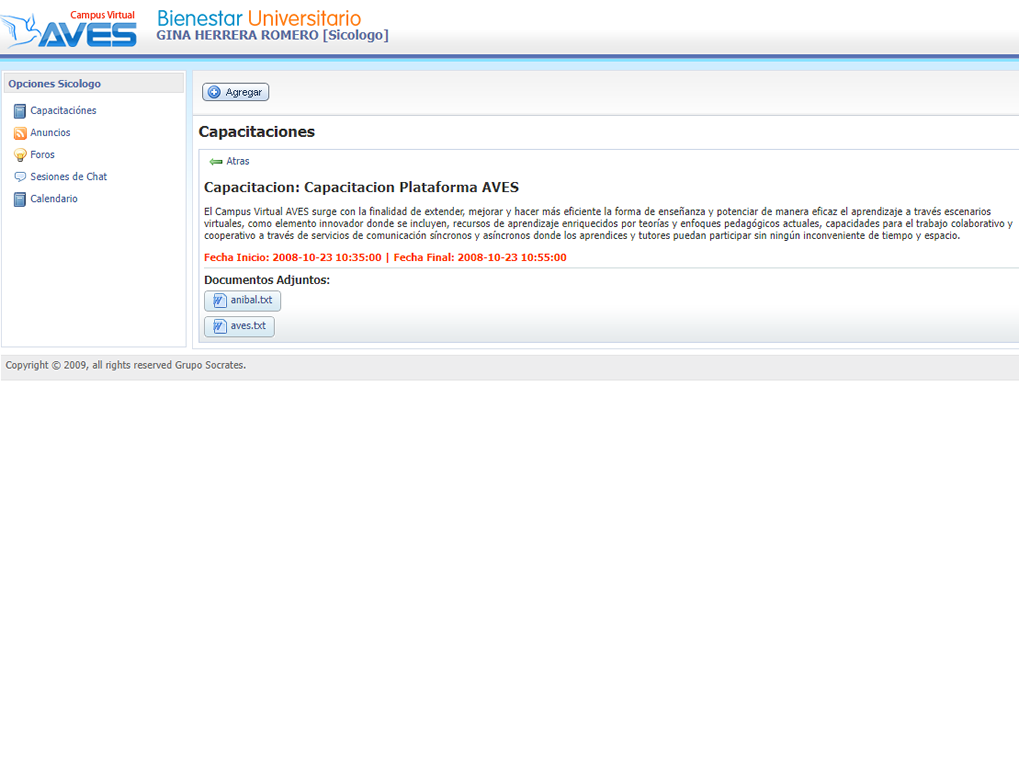 Campus Virtual
AVES
Bienestar Universitario
GINA HERRERA ROMERO [Sicologo]
Opciones Sicologo
Capacitaciónes
Anuncios
Foros
Sesiones de Chat
Calendario
Agregar
Capacitaciones
Atras
Capacitacion: Capacitacion Plataforma AVES
El Campus Virtual AVES surge con la finalidad de extender, mejorar y hacer más eficiente la forma de enseñanza y potenciar de manera eficaz el aprendizaje a través escenarios
virtuales, como elemento innovador donde se incluyen, recursos de aprendizaje enriquecidos por teorías y enfoques pedagógicos actuales, capacidades para el trabajo colaborativo y
cooperativo a través de servicios de comunicación síncronos y asíncronos donde los aprendices y tutores puedan participar sin ningún inconveniente de tiempo y espacio.
Fecha Inicio: 2008-10-23 10:35:00 | Fecha Final: 2008-10-23 10:55:00
Documentos Adjuntos:
anibal.txt
aves.txt
Copyright © 2009, all rights reserved Grupo Socrates.